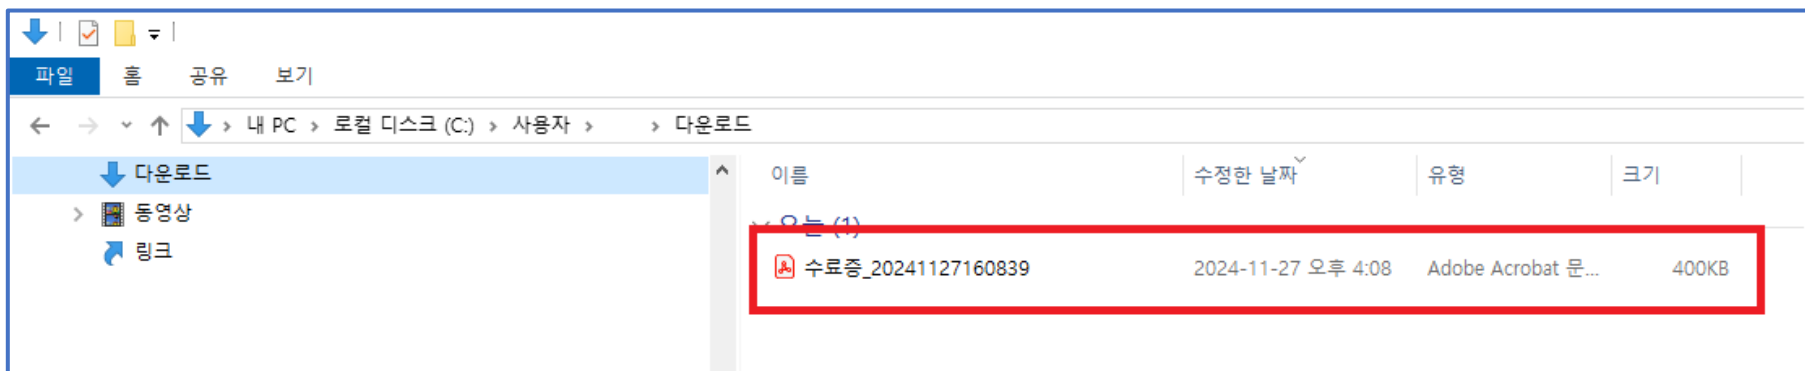 파일 홈 공유 보기
내 PC > 로컬 디스크 (C:) > 사용자 > > 다운로드
다운로드
동영상
링크
이름 수정한 날짜 유형 크기
오늘 (1)
수료증_20241127160839 2024-11-27 오후 4:08 Adobe Acrobat 문... 400KB